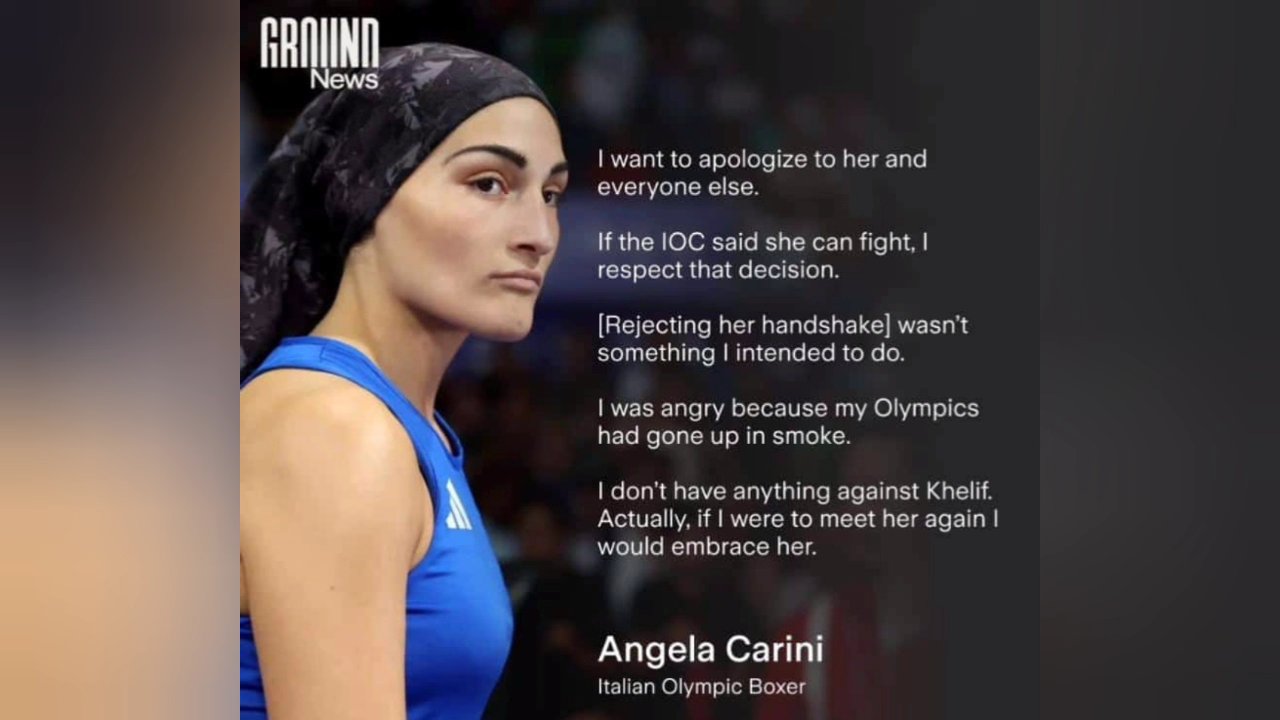 GROUND
News
I want to apologize to her and
everyone else.
If the IOC said she can fight, I
respect that decision.
[Rejecting her handshake] wasn't
something I intended to do.
I was angry because my Olympics
had gone up in smoke.
I don't have anything against Khelif.
Actually, if I were to meet her again I
would embrace her.
Angela Carini
Italian Olympic Boxer